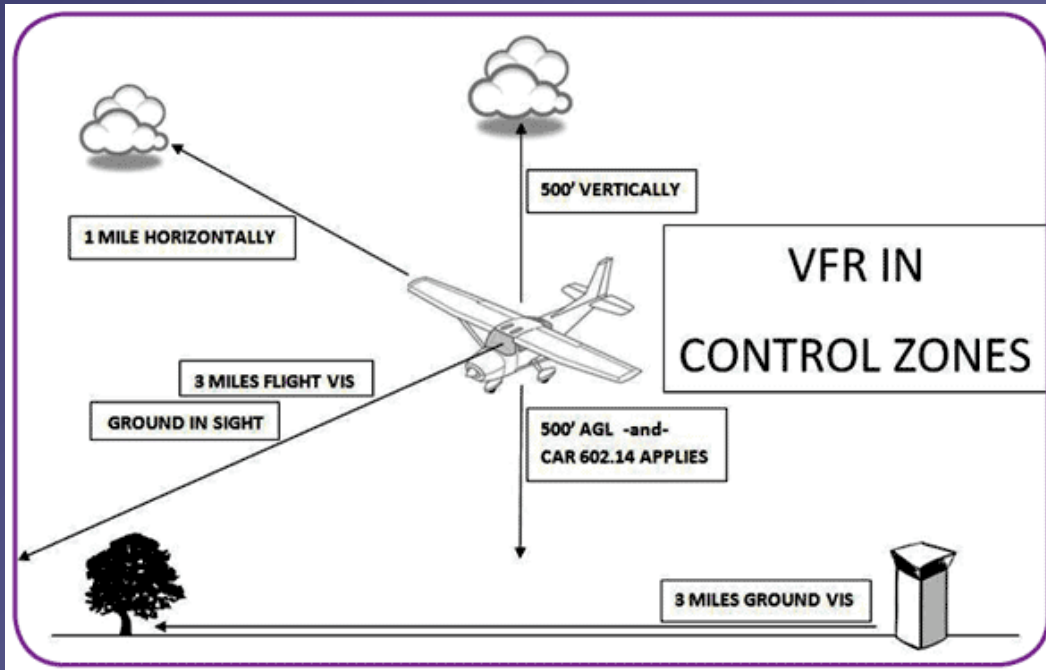 500' VERTICALLY
1 MILE HORIZONTALLY
VFR IN
CONTROL ZONES
3 MILES FLIGHT VIS
GROUND IN SIGHT
500' AGL -and-
CAR 602.14 APPLIES
3 MILES GROUND VIS